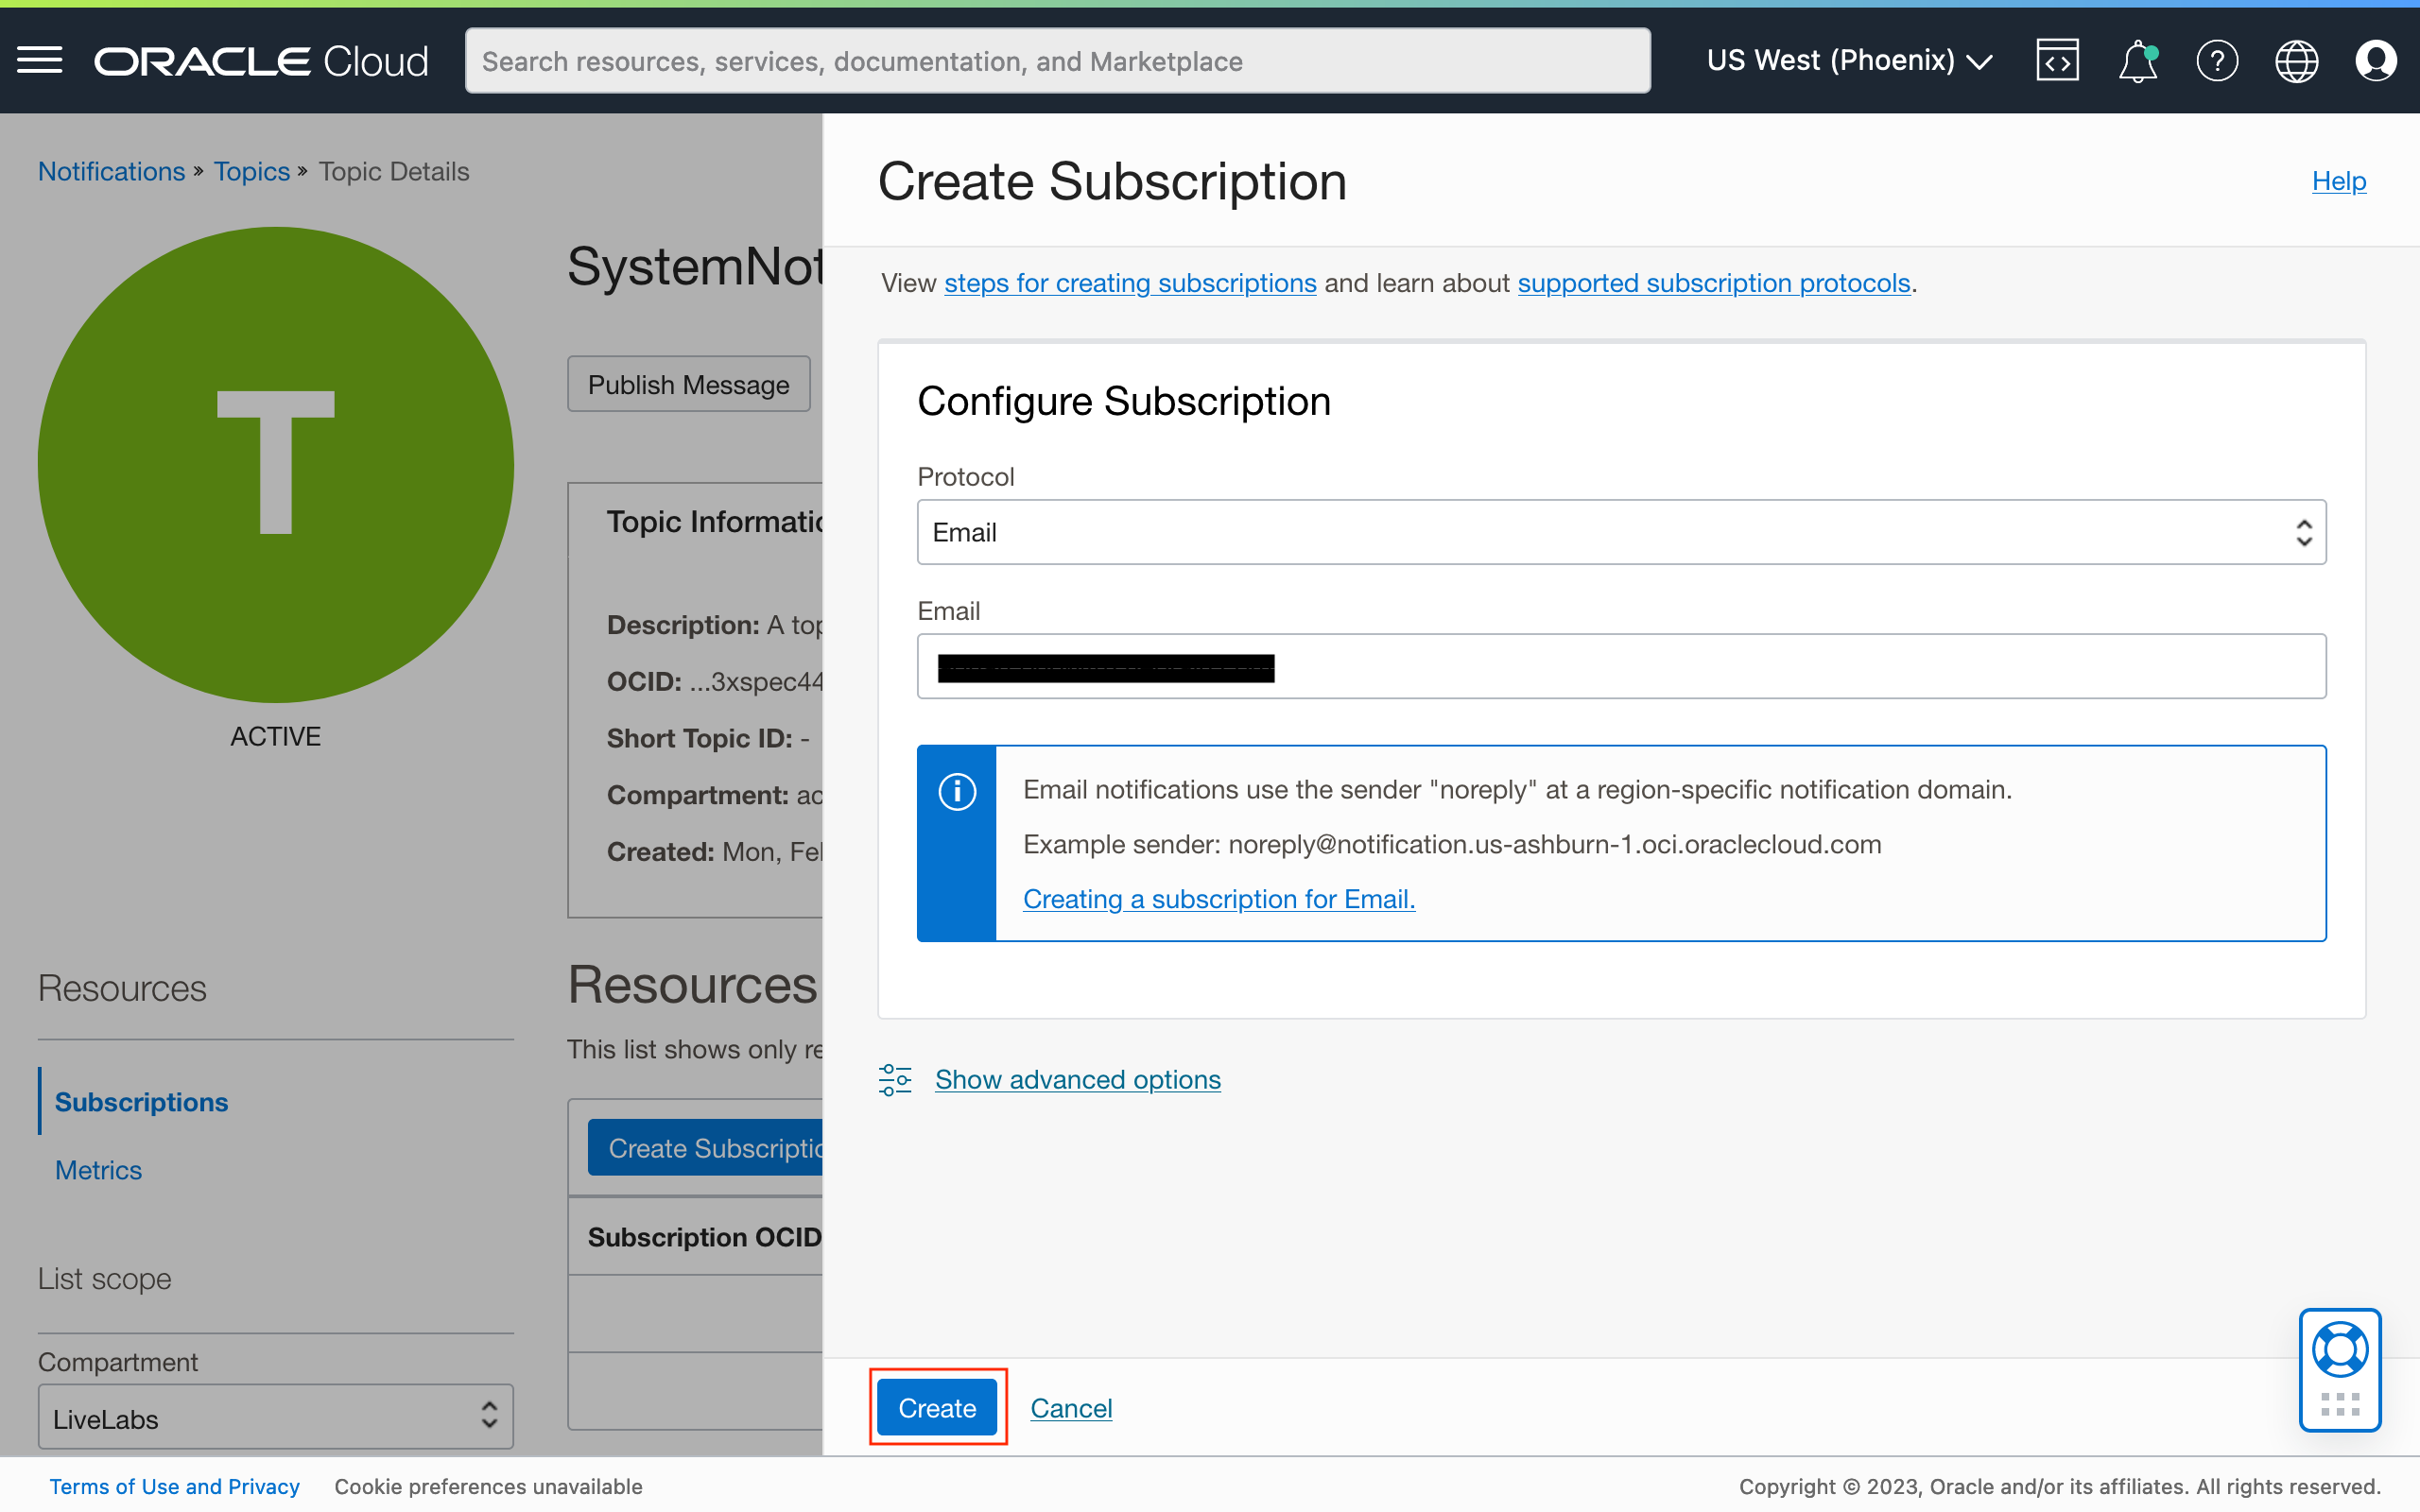 ORACLE Cloud
Search resources, services, documentation, and Marketplace
US West (Phoenix)
Notifications » Topics » Topic Details
T
ACTIVE
Resources
Subscriptions
Metrics
List scope
Compartment
LiveLabs
SystemNot
Publish Message
Topic Informatio
Description: A top
OCID: ...3xspec44
Short Topic ID: -
Compartment: ac
Created: Mon, Feb
Resources
This list shows only re
Create Subscriptio
Subscription OCID
Create Subscription
Help
View steps for creating subscriptions and learn about supported subscription protocols.
Configure Subscription
Protocol
Email
Email
Email notifications use the sender "noreply" at a region-specific notification domain.
Example sender: noreply@notification.us-ashburn-1.oci.oraclecloud.com
Creating a subscription for Email.
Show advanced options
Create
Cancel
Terms of Use and Privacy
Cookie preferences unavailable
Copyright © 2023, Oracle and/or its affiliates. All rights reserved.